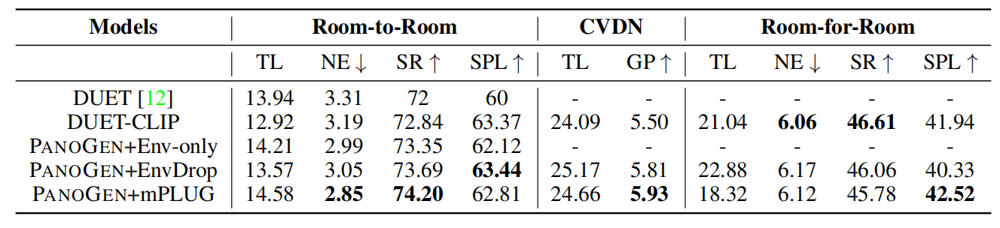 Models Room-to-Room CVDN Room-for-Room
TL NE ↓ SR ↑ SPL ↑ TL GP ↑ TL NE ↓ SR ↑ SPL ↑
DUET [12] 13.94 3.31 72 60 - - - - - -
DUET-CLIP 12.92 3.19 72.84 63.37 24.09 5.50 21.04 6.06 46.61 41.94
PANOGEN+Env-only 14.21 2.99 73.35 62.12 - - - - - -
PANOGEN+EnvDrop 13.57 3.05 73.69 63.44 25.17 5.81 22.88 6.17 46.06 40.33
PANOGEN+mPLUG 14.58 2.85 74.20 62.81 24.66 5.93 18.32 6.12 45.78 42.52